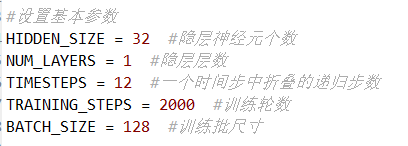 #设置基本参数
HIDDEN_SIZE = 32  #隐层神经元个数
NUM_LAYERS = 1  #隐层层数
TIMESTEPS = 12  #一个时间步中折叠的递归步数
TRAINING_STEPS = 2000  #训练轮数
BATCH_SIZE = 128  #训练批尺寸